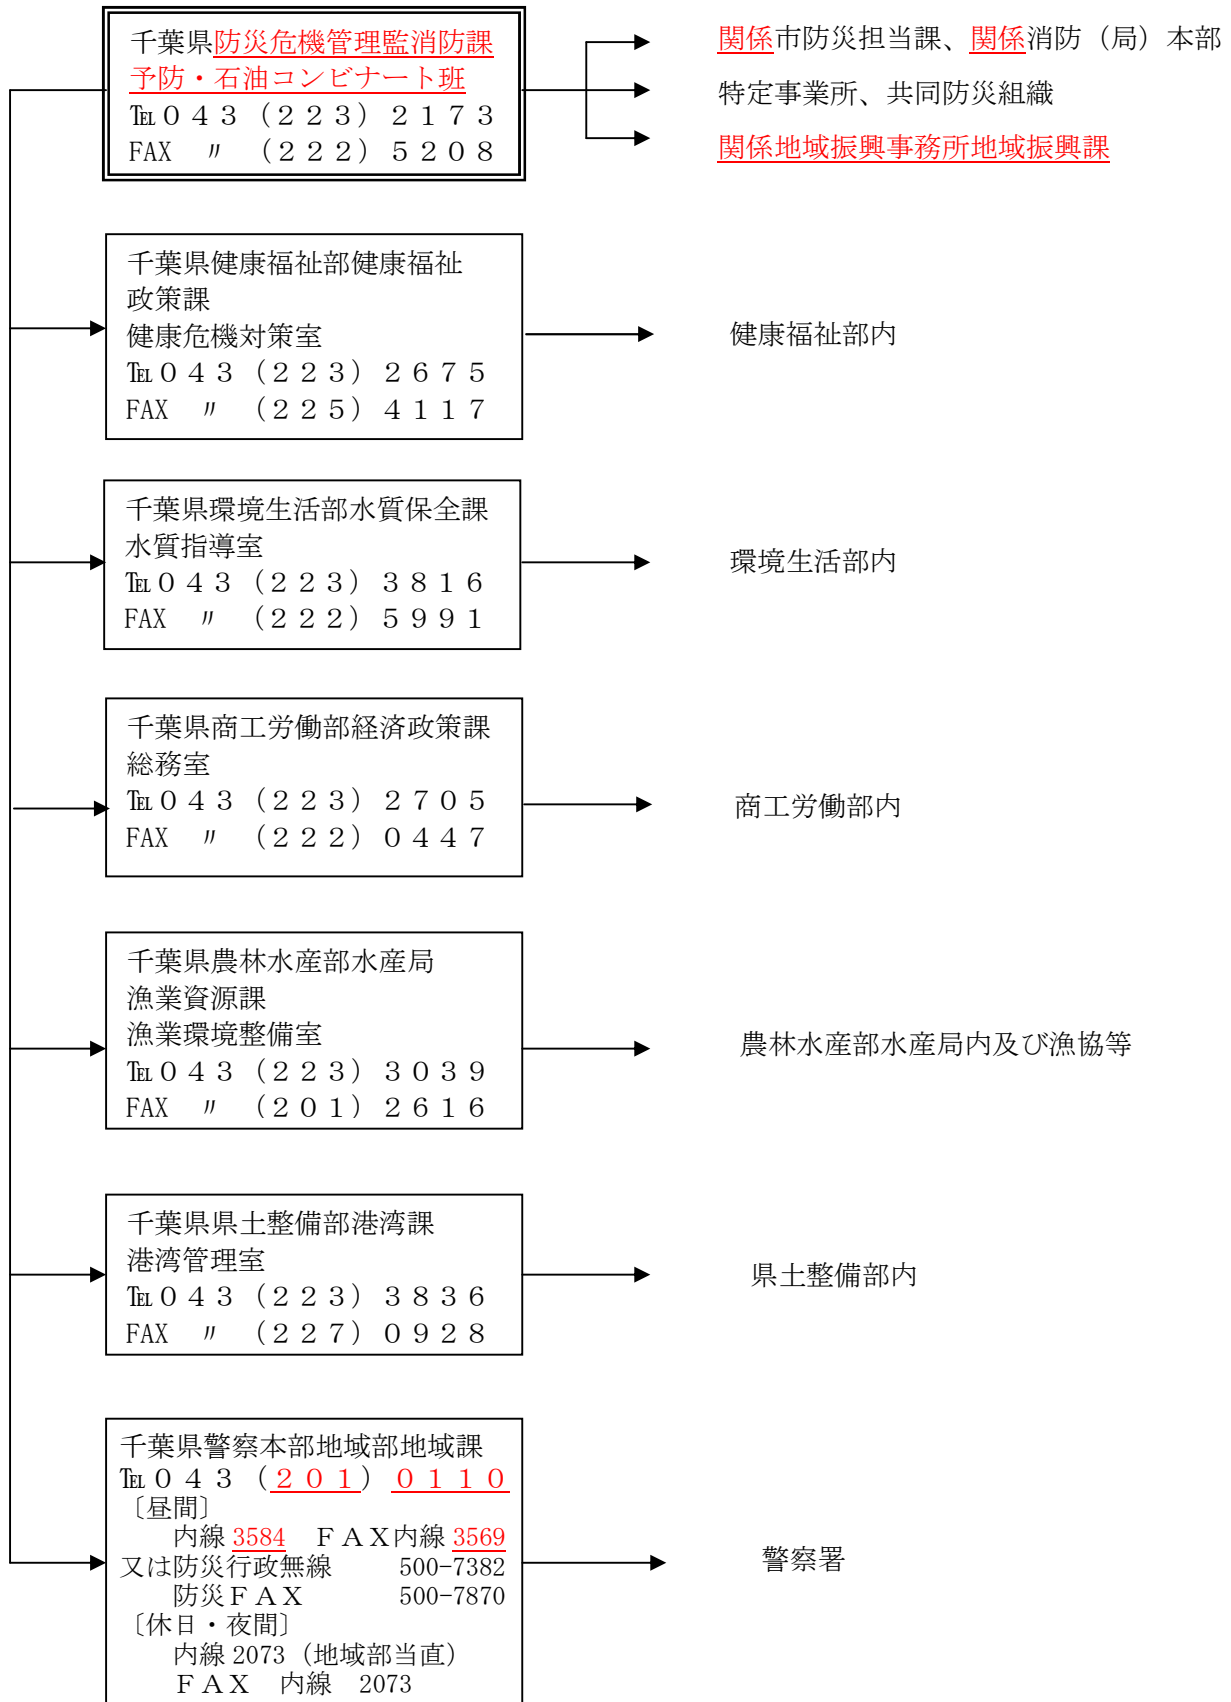 千葉県防災危機管理監消防課
予防・石油コンビナート班
℡０４３（２２３）２１７３
FAX 〃 （２２２）５２０８
関係市防災担当課、関係消防（局）本部
特定事業所、共同防災組織
関係地域振興事務所地域振興課
千葉県健康福祉部健康福祉
政策課
健康危機対策室
℡０４３（２２３）２６７５
FAX 〃 （２２５）４１１７
健康福祉部内
千葉県環境生活部水質保全課
水質指導室
℡０４３（２２３）３８１６
FAX 〃 （２２２）５９９１
環境生活部内
千葉県商工労働部経済政策課
総務室
℡０４３（２２３）２７０５
FAX 〃 （２２２）０４４７
商工労働部内
千葉県農林水産部水産局
漁業資源課
漁業環境整備室
℡０４３（２２３）３０３９
FAX 〃 （２０１）２６１６
農林水産部水産局内及び漁協等
千葉県県土整備部港湾課
港湾管理室
℡０４３（２２３）３８３６
FAX 〃 （２２７）０９２８
県土整備部内
千葉県警察本部地域部地域課
℡０４３（２０１）０１１０
〔昼間〕
内線 3584 ＦＡＸ内線 3569
又は防災行政無線 500-7382
防災ＦＡＸ 500-7870
〔休日・夜間〕
内線 2073（地域部当直）
ＦＡＸ 内線 2073
警察署